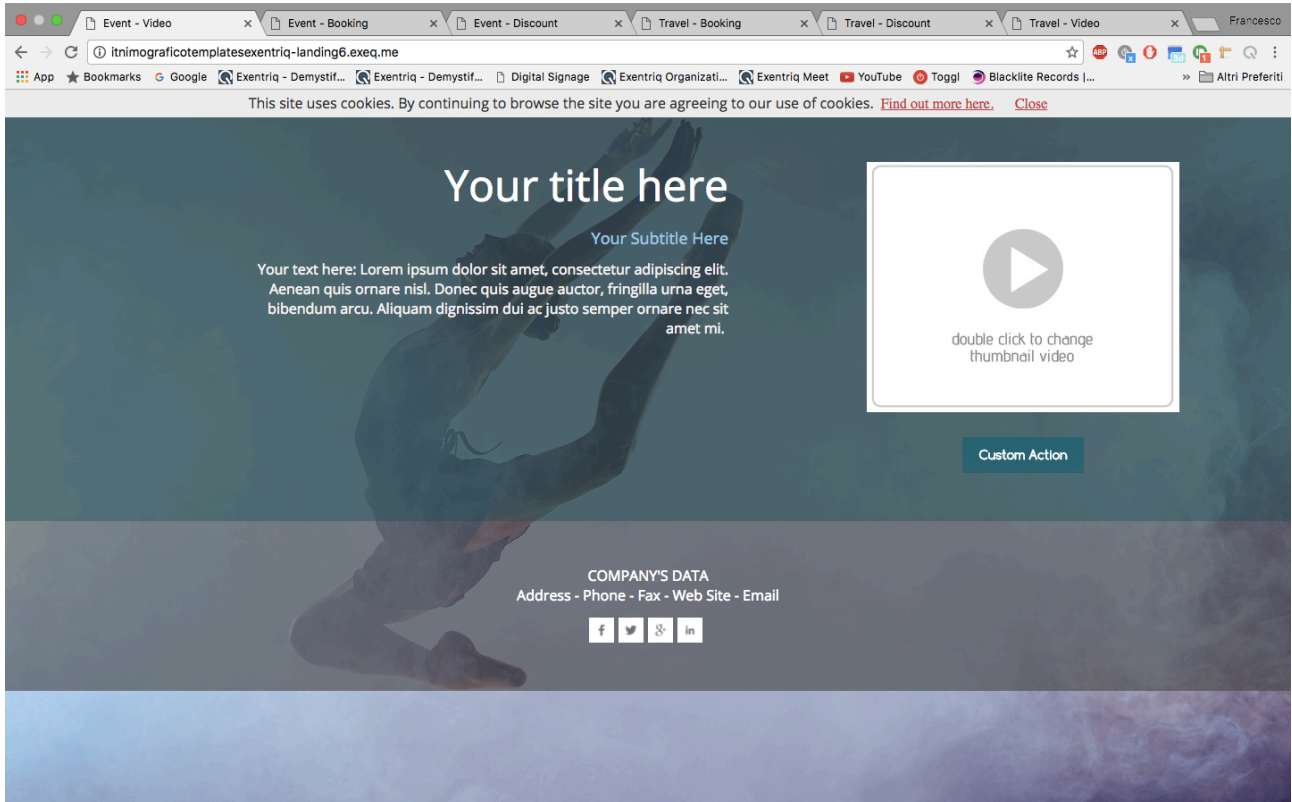 Event - Video
Event - Booking
Event - Discount
Travel - Booking
Travel - Discount
Travel - Video
Francesco
itnimograficotemplatesexentriq-landing6.exeq.me
ABP
x
5d
1
App
Bookmarks
G Google
Exentriq - Demystif...
Exentriq - Demystif...
Digital Signage
Exentriq Organizati...
Exentriq Meet
YouTube
Toggl
Blacklite Records |...
» Altri Preferiti
This site uses cookies. By continuing to browse the site you are agreeing to our use of cookies. Find out more here. Close
Your title here
Your Subtitle Here
Your text here: Lorem ipsum dolor sit amet, consectetur adipiscing elit.
Aenean quis ornare nisl. Donec quis augue auctor, fringilla urna eget,
bibendum arcu. Aliquam dignissim dui ac justo semper ornare nec sit
amet mi.
double click to change
thumbnail video
Custom Action
COMPANY'S DATA
Address - Phone - Fax - Web Site - Email
f
g+
in